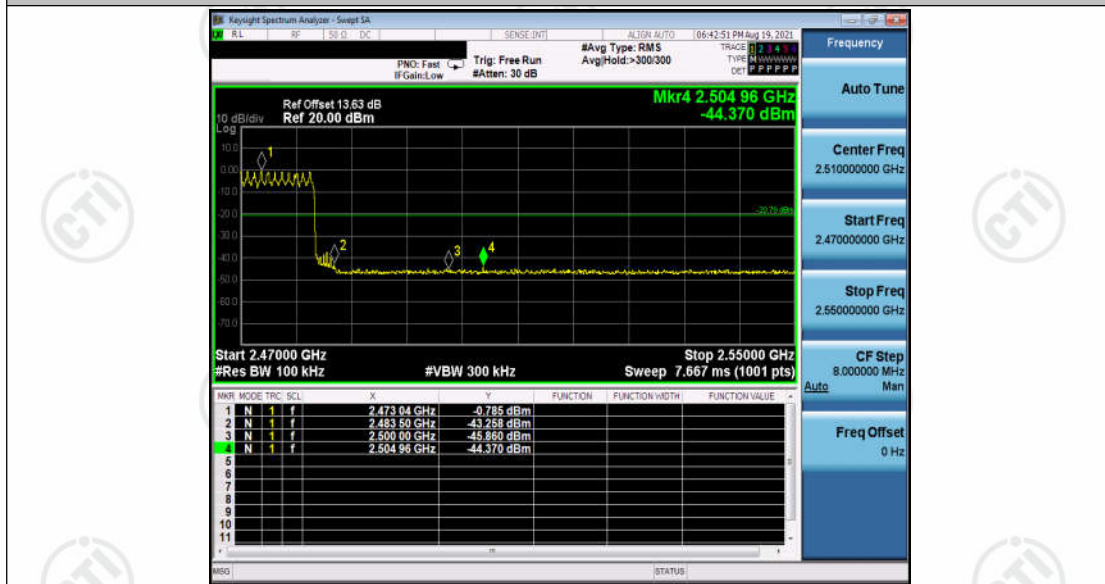 Keysight Spectrum Analyzer - Swept SA
RL RF 50 Ω DC SENSE:INT ALIGN AUTO 06:42:51 PM Aug 19, 2021
PNO: Fast Trig: Free Run #Avg Type: RMS TRACE 1 2 3 4 5 6
IFGain:Low #Atten: 30 dB Avg|Hold:>300/300 TYPE M WWWWW
DET P P P P P P
Frequency
Auto Tune
Mkr4 2.504 96 GHz
-44.370 dBm
Ref Offset 13.63 dB
10 dB/div Ref 20.00 dBm
Log
10.0
0.00
-10.0
-20.0
-30.0
-40.0
-50.0
-60.0
-70.0
1
2
3
4
Center Freq
2.510000000 GHz
Start Freq
2.470000000 GHz
Stop Freq
2.550000000 GHz
Start 2.47000 GHz Stop 2.55000 GHz
#Res BW 100 kHz #VBW 300 kHz Sweep 7.667 ms (1001 pts)
CF Step
8.000000 MHz
Auto Man
Freq Offset
0 Hz
MKR MODE TRC SCL X Y FUNCTION FUNCTION WIDTH FUNCTION VALUE
1 N 1 f 2.473 04 GHz -0.785 dBm
2 N 1 f 2.483 50 GHz -43.258 dBm
3 N 1 f 2.500 00 GHz -45.860 dBm
4 N 1 f 2.504 96 GHz -44.370 dBm
5
6
7
8
9
10
11
MSG STATUS
CTI
CTI